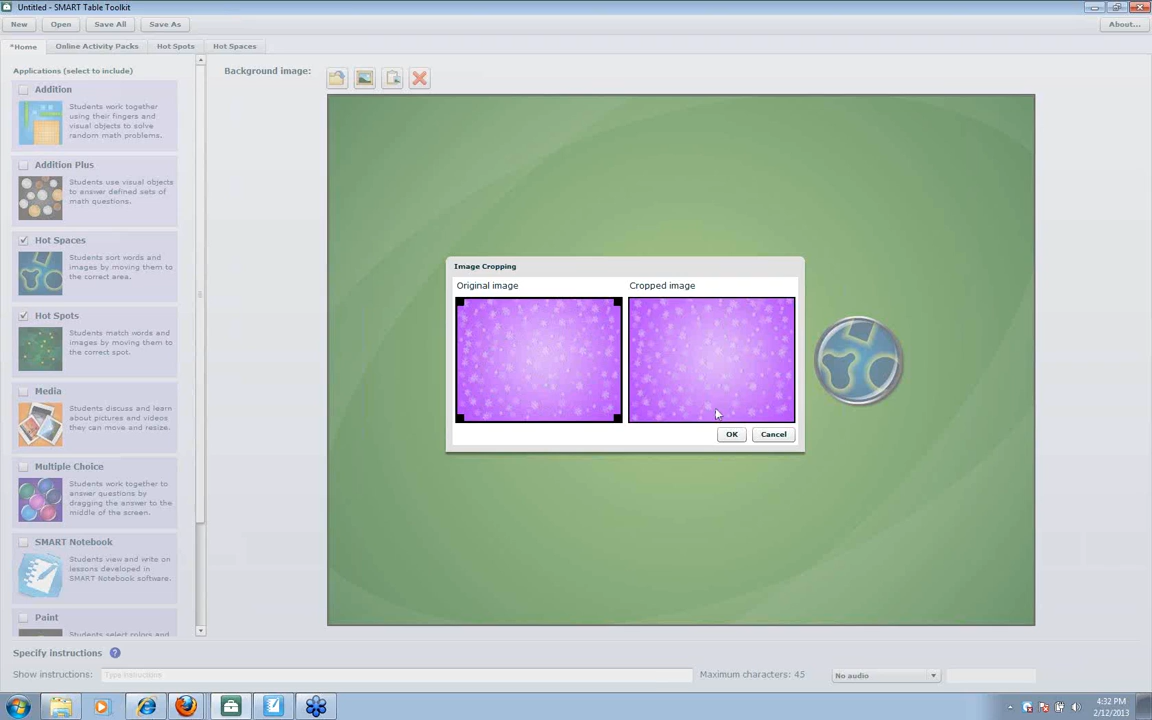 Untitled - SMART Table Toolkit
New Open Save All Save As About...
*Home Online Activity Packs Hot Spots Hot Spaces
Applications (select to include)
Background image:
Addition
Students work together
using their fingers and
visual objects to solve
random math problems.
Addition Plus
Students use visual objects
to answer defined sets of
math questions.
Hot Spaces
Students sort words and
images by moving them to
the correct area.
Hot Spots
Students match words and
images by moving them to
the correct spot.
Media
Students discuss and learn
about pictures and videos
they can move and resize.
Multiple Choice
Students work together to
answer questions by
dragging the answer to the
middle of the screen.
SMART Notebook
Students view and write on
lessons developed in
SMART Notebook software.
Paint
Students select colors and
Image Cropping
Original image Cropped image
OK Cancel
Specify instructions ?
Show instructions: Type instructions Maximum characters: 45 No audio
4:32 PM
2/12/2013